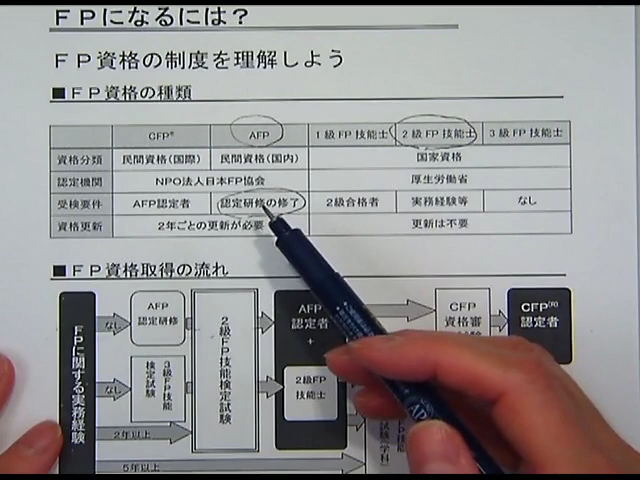 ＦＰになるには？
ＦＰ資格の制度を理解しよう
■ＦＰ資格の種類
CFP® AFP 1級FP技能士 2級FP技能士 3級FP技能士
資格分類 民間資格(国際) 民間資格(国内) 国家資格
認定機関 NPO法人日本FP協会 厚生労働省
受検要件 AFP認定者 認定研修の修了 2級合格者 実務経験等 なし
資格更新 2年ごとの更新が必要 更新は不要
■ＦＰ資格取得の流れ
FPに関する実務経験
なし
AFP
認定研修
なし
3級FP技能
検定試験
2年以上
5年以上
2級FP技能検定試験
AFP
認定者
+
2級FP
技能士
CFP
資格審
CFP(R)
認定者